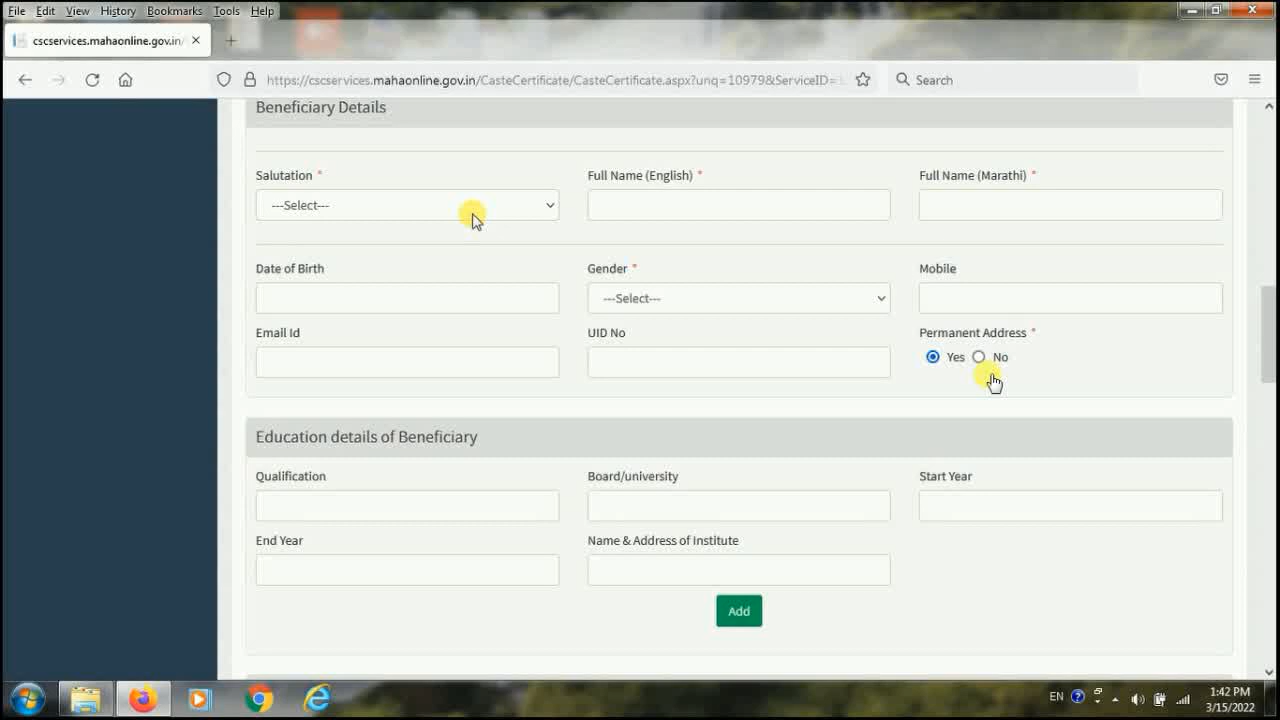 File Edit View History Bookmarks Tools Help
cscservices.mahaonline.gov.in/
https://cscservices.mahaonline.gov.in/CasteCertificate/CasteCertificate.aspx?unq=10979&ServiceID=
Search
Beneficiary Details
Salutation * Full Name (English) * Full Name (Marathi) *
---Select---
Date of Birth Gender * Mobile
---Select---
Email Id UID No Permanent Address *
Yes No
Education details of Beneficiary
Qualification Board/university Start Year
End Year Name & Address of Institute
Add
EN 1:42 PM
3/15/2022